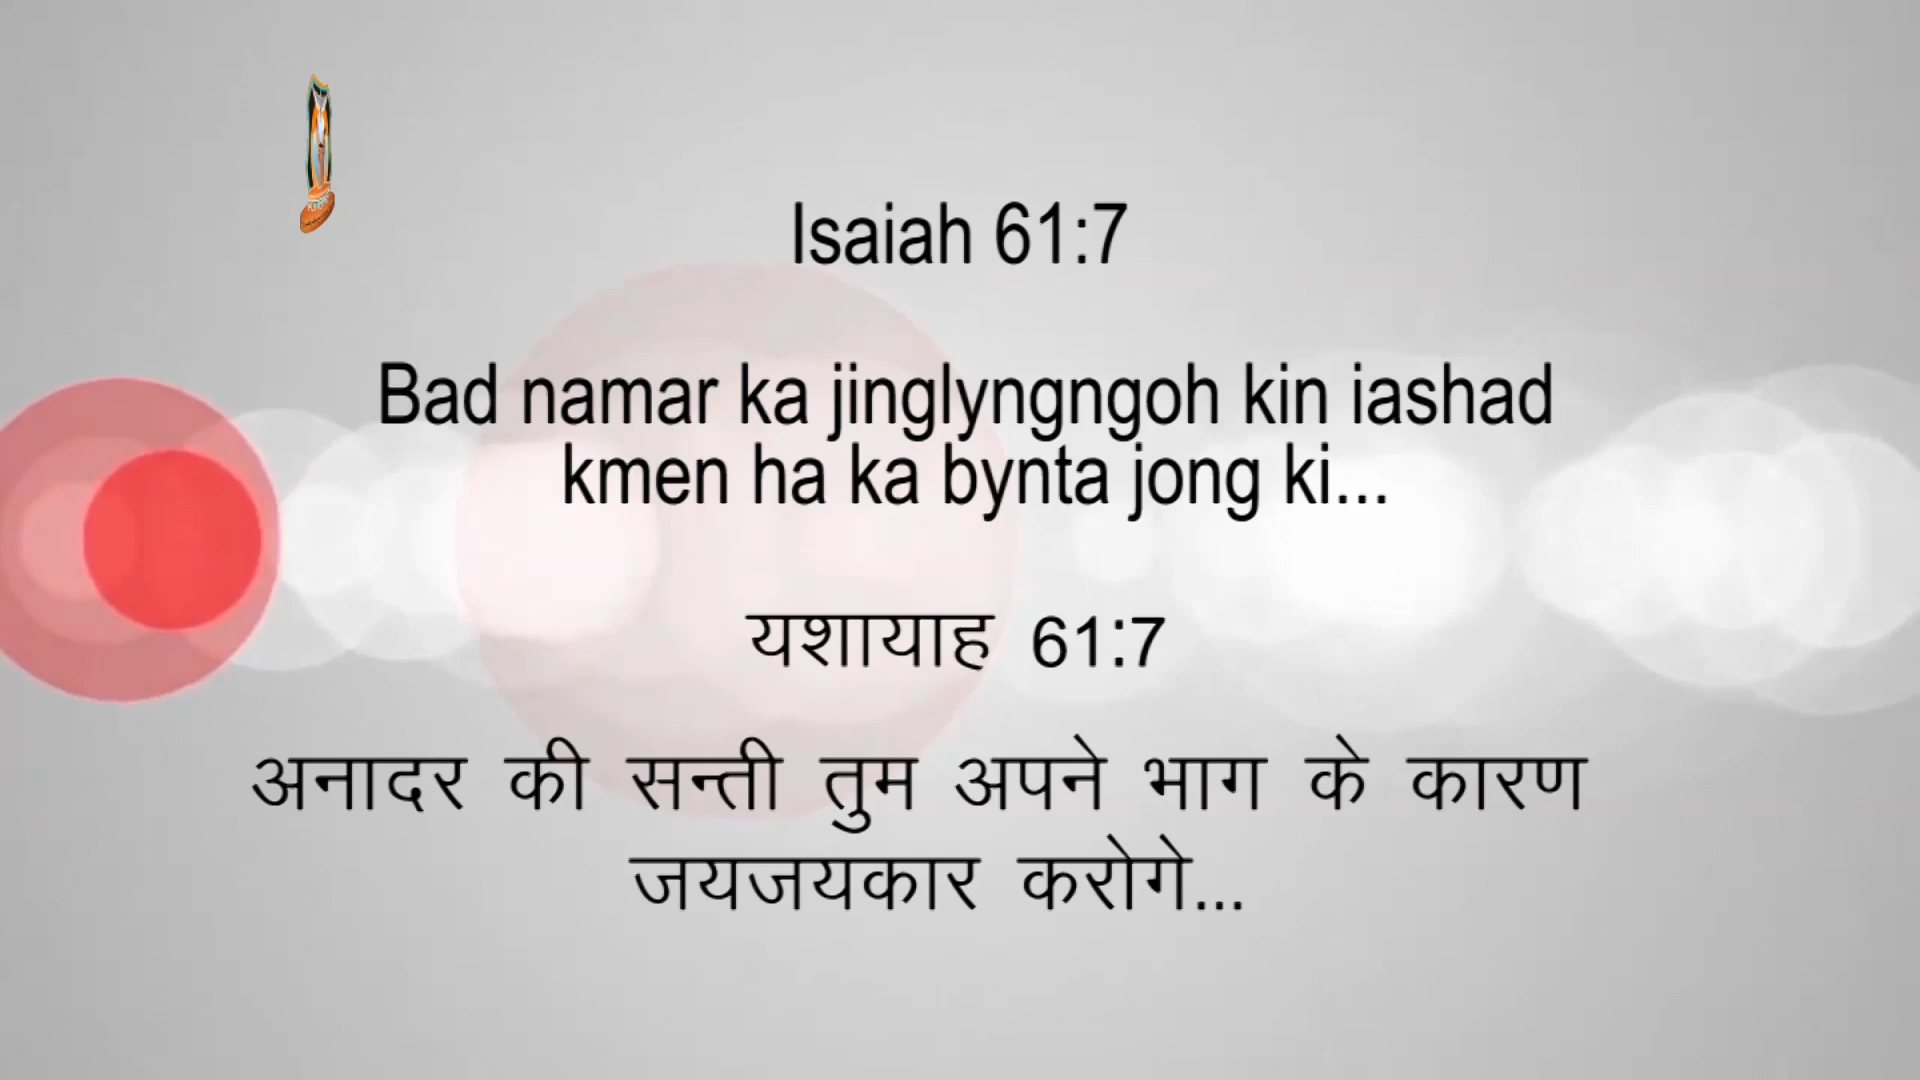 Isaiah 61:7
Bad namar ka jinglyngngoh kin iashad
kmen ha ka bynta jong ki...
यशायाह 61:7
अनादर की सन्ती तुम अपने भाग के कारण
जयजयकार करोगे...